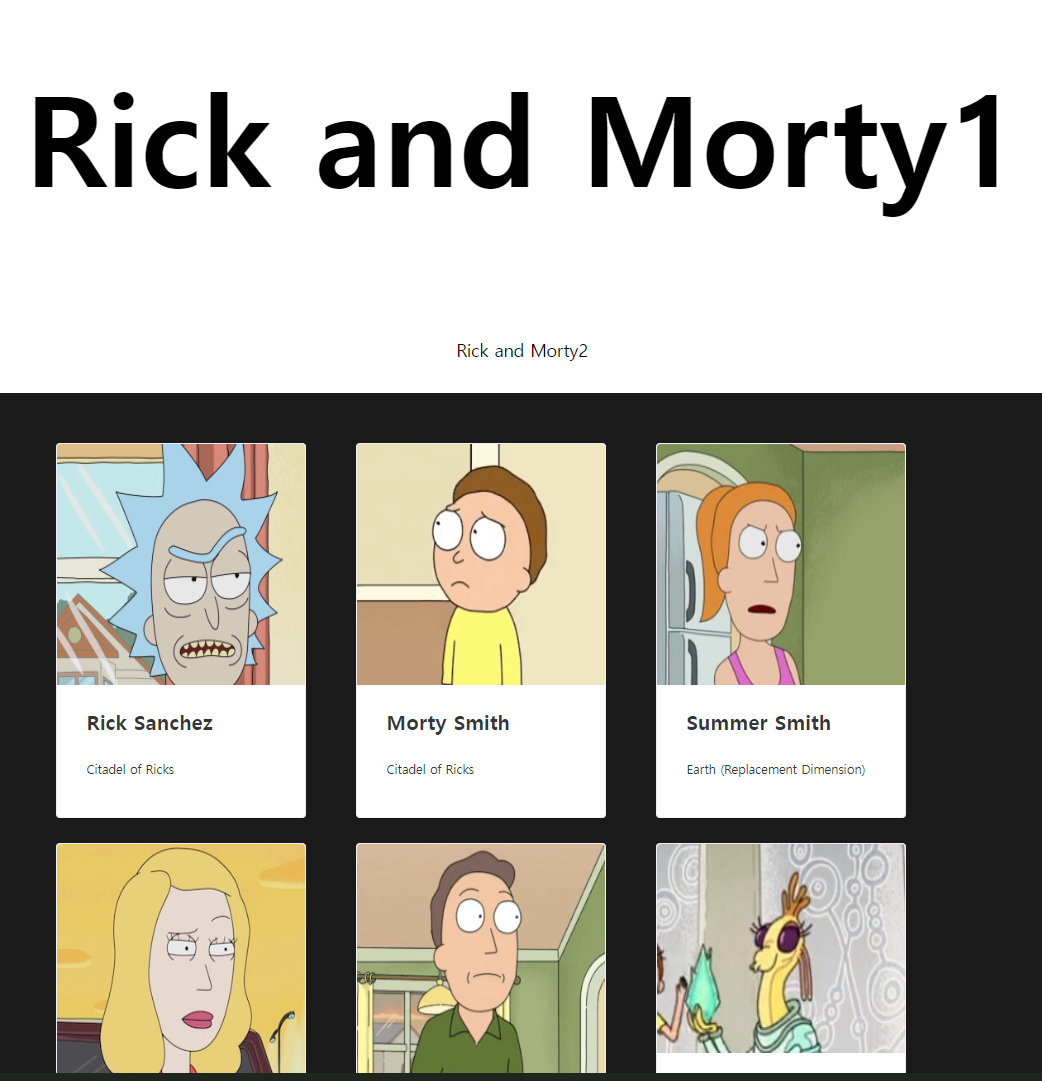 Rick and Morty1
Rick and Morty2
Rick Sanchez
Morty Smith
Summer Smith
Citadel of Ricks
Citadel of Ricks
Earth (Replacement Dimension)